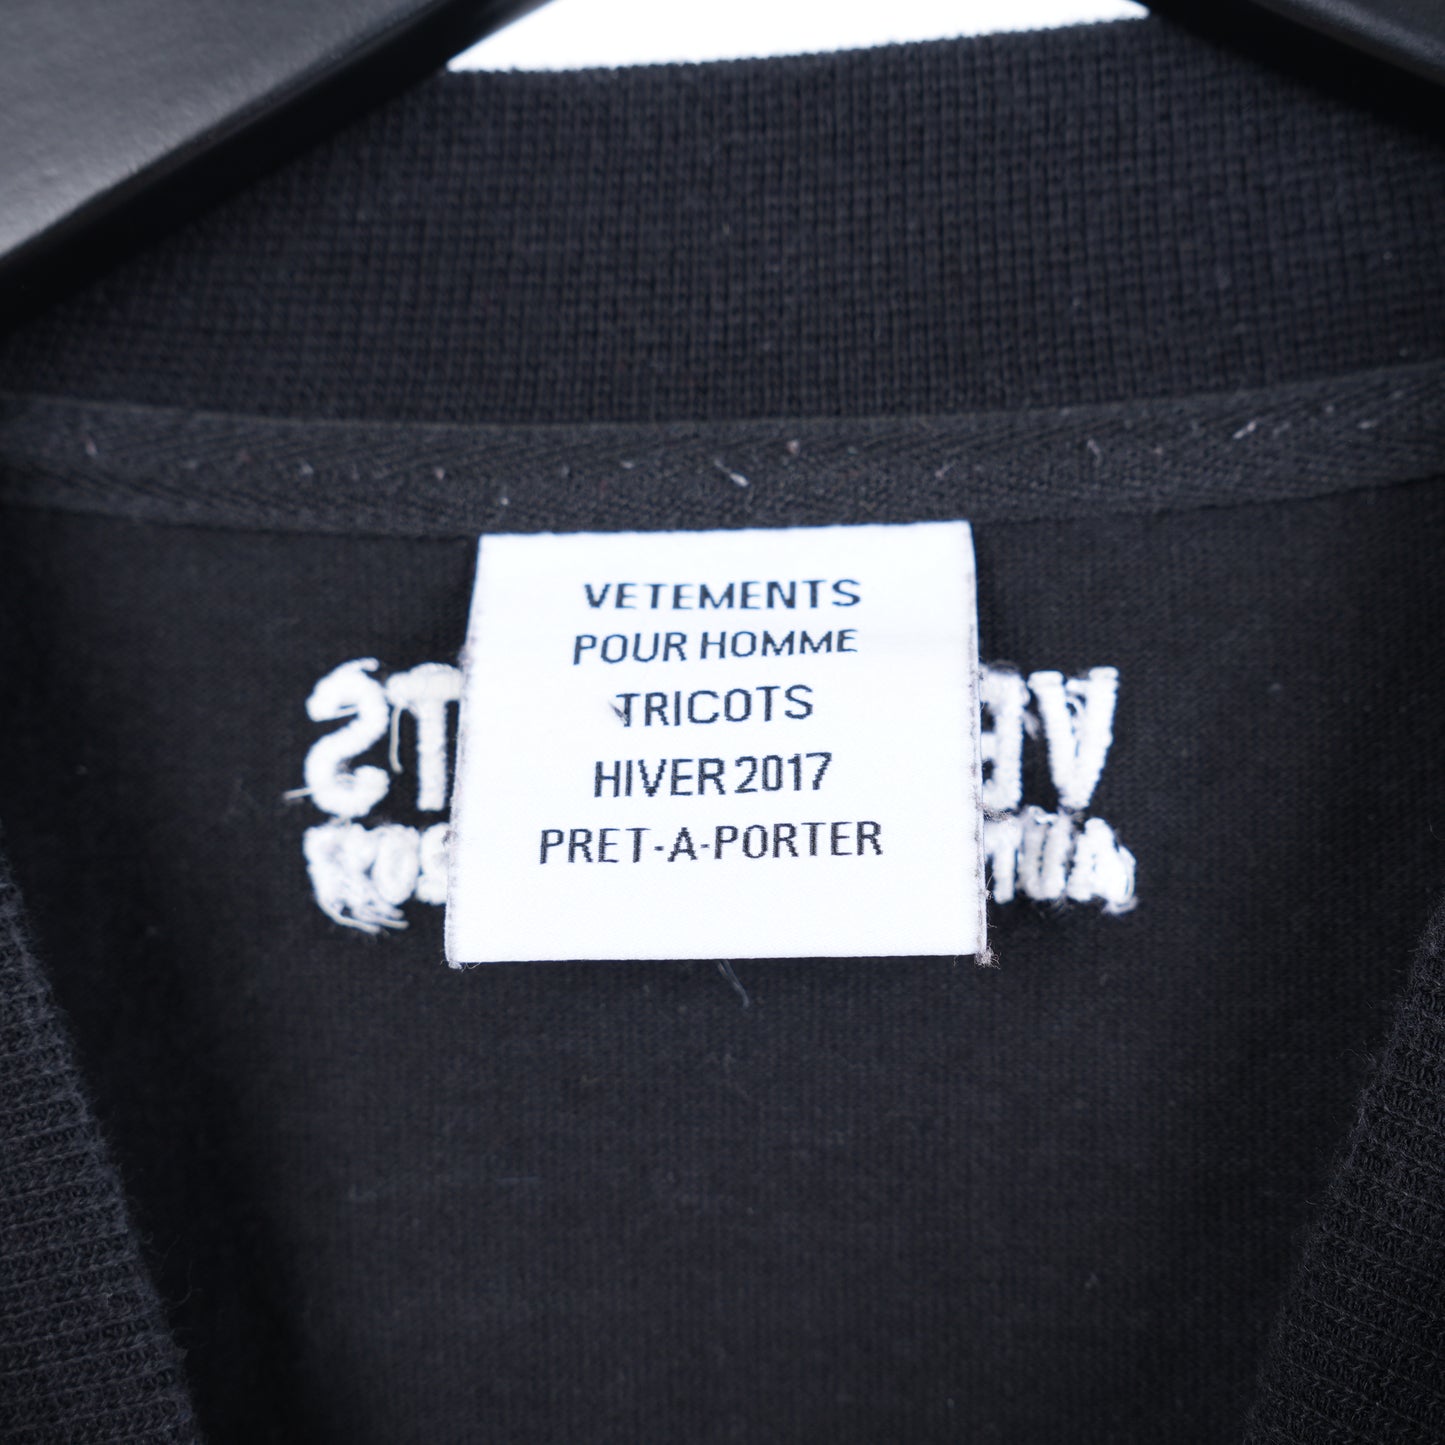 VETEMENTS
POUR HOMME
TRICOTS
HIVER 2017
PRET-A-PORTER